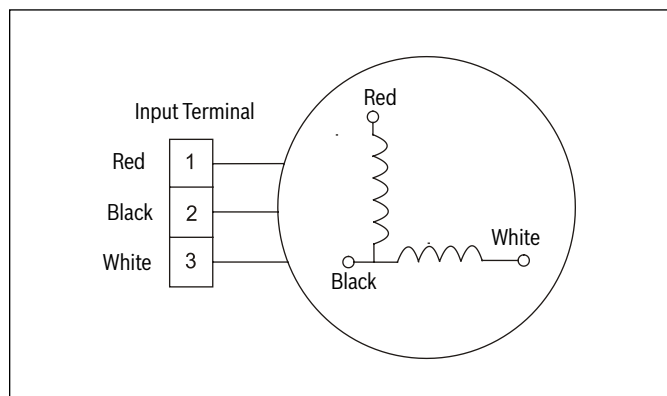 Input Terminal
Red 1
Black 2
White 3
Red
White
Black